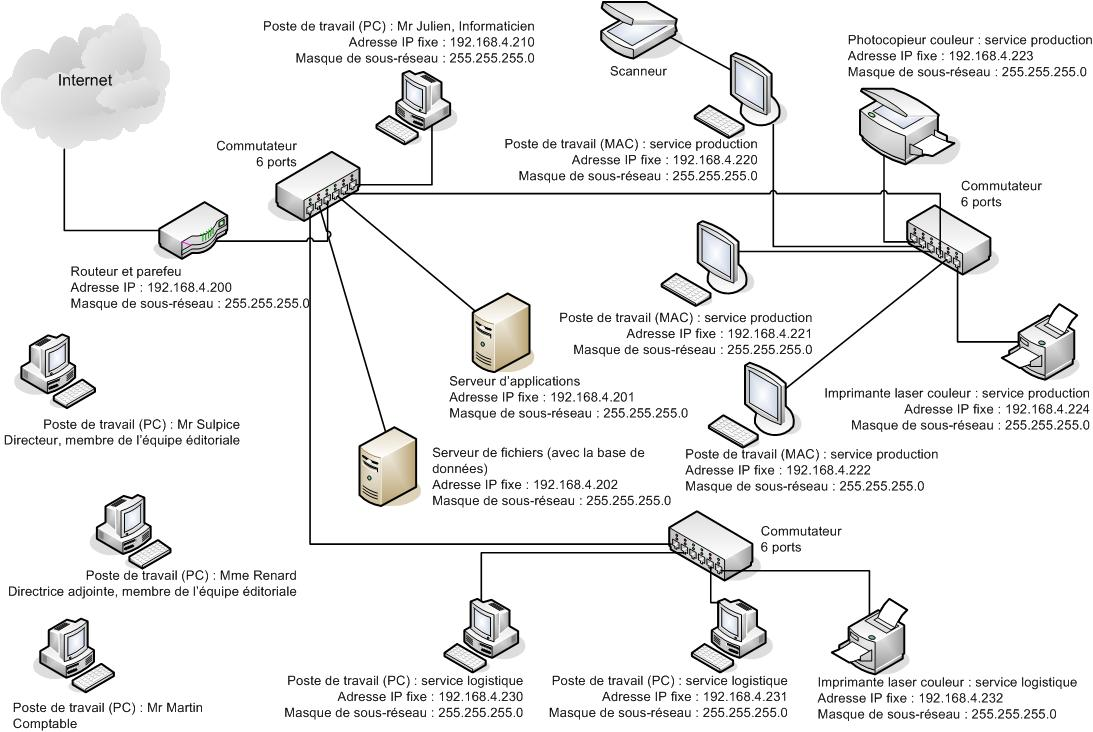 Poste de travail (PC) : Mr Julien, Informaticien
Adresse IP fixe : 192.168.4.210
Masque de sous-réseau : 255.255.255.0
Internet
Scanneur
Photocopieur couleur : service production
Adresse IP fixe : 192.168.4.223
Masque de sous-réseau : 255.255.255.0
Commutateur
6 ports
Poste de travail (MAC) : service production
Adresse IP fixe : 192.168.4.220
Masque de sous-réseau : 255.255.255.0
Commutateur
6 ports
Routeur et parefeu
Adresse IP : 192.168.4.200
Masque de sous-réseau : 255.255.255.0
Poste de travail (MAC) : service production
Adresse IP fixe : 192.168.4.221
Masque de sous-réseau : 255.255.255.0
Serveur d'applications
Adresse IP fixe : 192.168.4.201
Masque de sous-réseau : 255.255.255.0
Imprimante laser couleur : service production
Adresse IP fixe : 192.168.4.224
Masque de sous-réseau : 255.255.255.0
Poste de travail (PC) : Mr Sulpice
Directeur, membre de l'équipe éditoriale
Serveur de fichiers (avec la base de
données)
Adresse IP fixe : 192.168.4.202
Masque de sous-réseau : 255.255.255.0
Poste de travail (MAC) : service production
Adresse IP fixe : 192.168.4.222
Masque de sous-réseau : 255.255.255.0
Commutateur
6 ports
Poste de travail (PC) : Mme Renard
Directrice adjointe, membre de l'équipe éditoriale
Poste de travail (PC) : Mr Martin
Comptable
Poste de travail (PC) : service logistique
Adresse IP fixe : 192.168.4.230
Masque de sous-réseau : 255.255.255.0
Poste de travail (PC) : service logistique
Adresse IP fixe : 192.168.4.231
Masque de sous-réseau : 255.255.255.0
Imprimante laser couleur : service logistique
Adresse IP fixe : 192.168.4.232
Masque de sous-réseau : 255.255.255.0